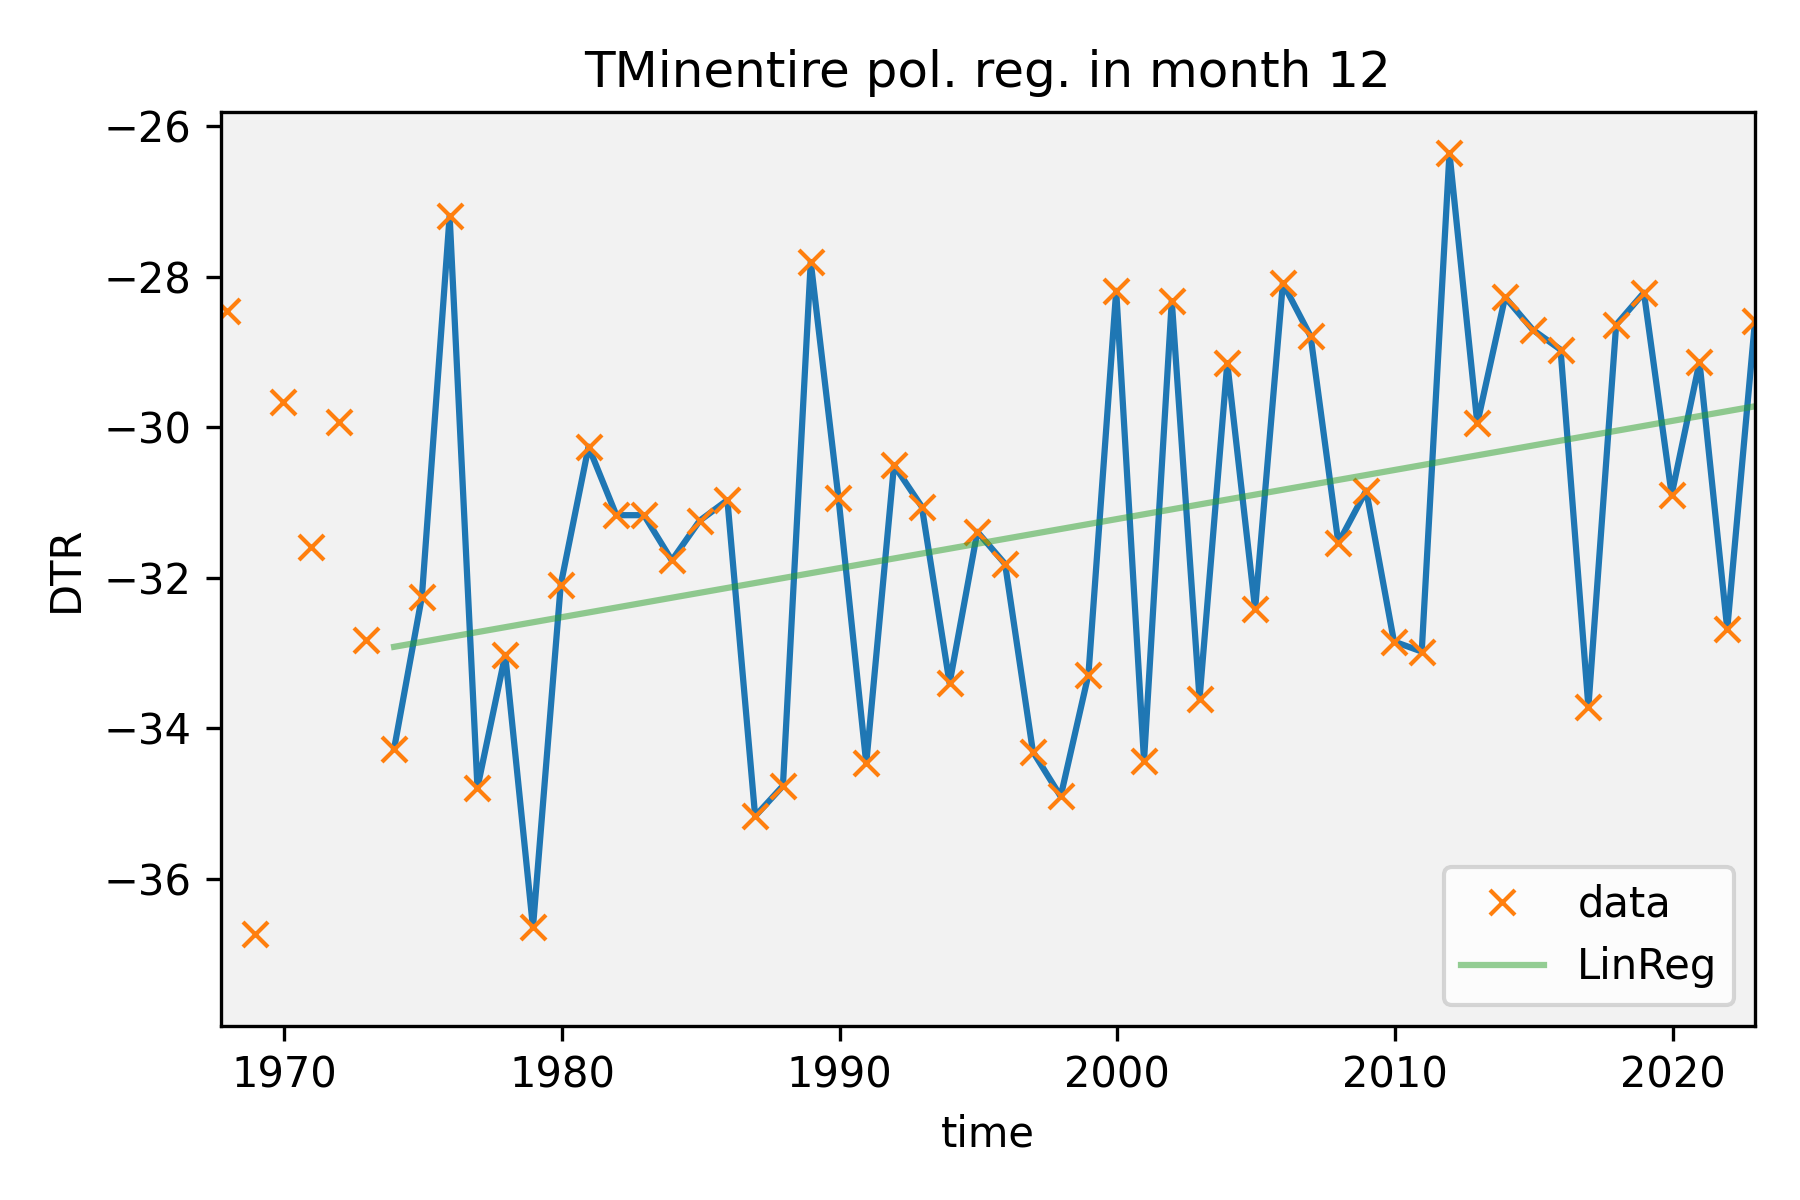 TMinentire pol. reg. in month 12
−26
−28
−30
−32
−34
−36
DTR
data
LinReg
1970 1980 1990 2000 2010 2020
time